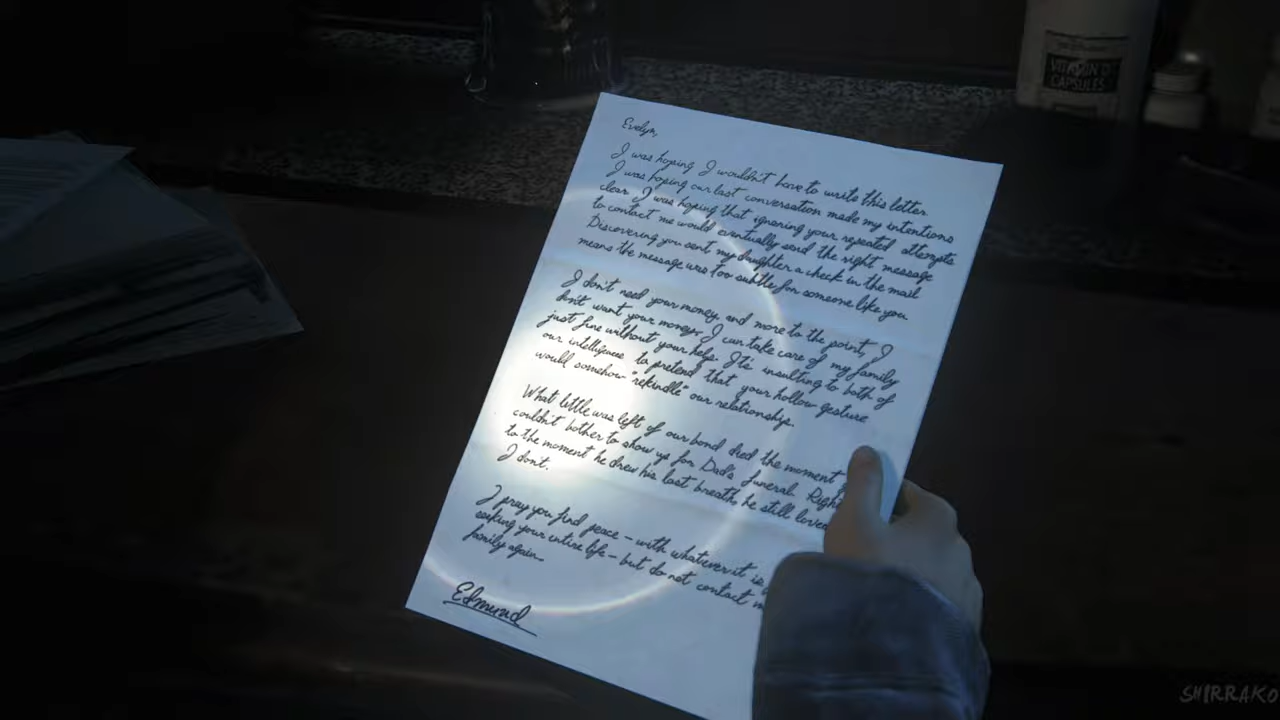 Evelyn,
I was hoping I wouldn't have to write this letter.
I was hoping our last conversation made my intentions
clear. I was hoping that ignoring your repeated attempts
to contact me would eventually send the right message.
Discovering you sent my daughter a check in the mail
means the message was too subtle for someone like you.
I don't need your money, and more to the point, I
don't want your money. I can take care of my family
just fine without your help. It's insulting to both of
our intelligence to pretend that your hollow gesture
would somehow "rekindle" our relationship.
What little was left of our bond died the moment
couldn't bother to show up for Dad's funeral. Right
to the moment he drew his last breath, he still loved
I don't.
I pray you find peace - with whatever it is
seeking your entire life - but do not contact
family again.
Edmund
VITAMIN
CAPSULES
SHIRRAKO